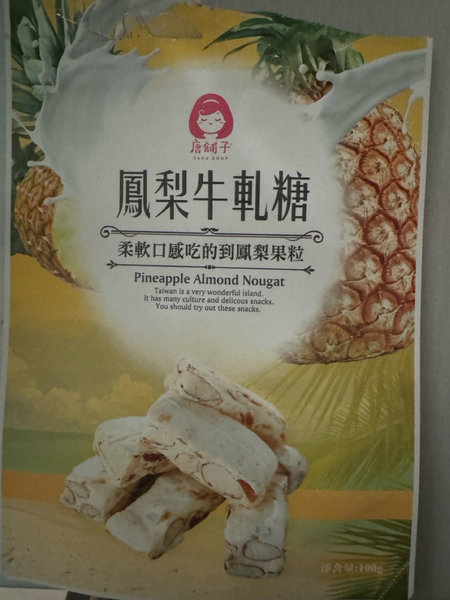 唐舖子
TANG SHOP
鳳梨牛軋糖
柔軟口感吃的到鳳梨果粒
Pineapple Almond Nougat
Taiwan is a very wonderful island.
It has many culture and delicous snacks.
You should try out these snacks.
淨含量:100g